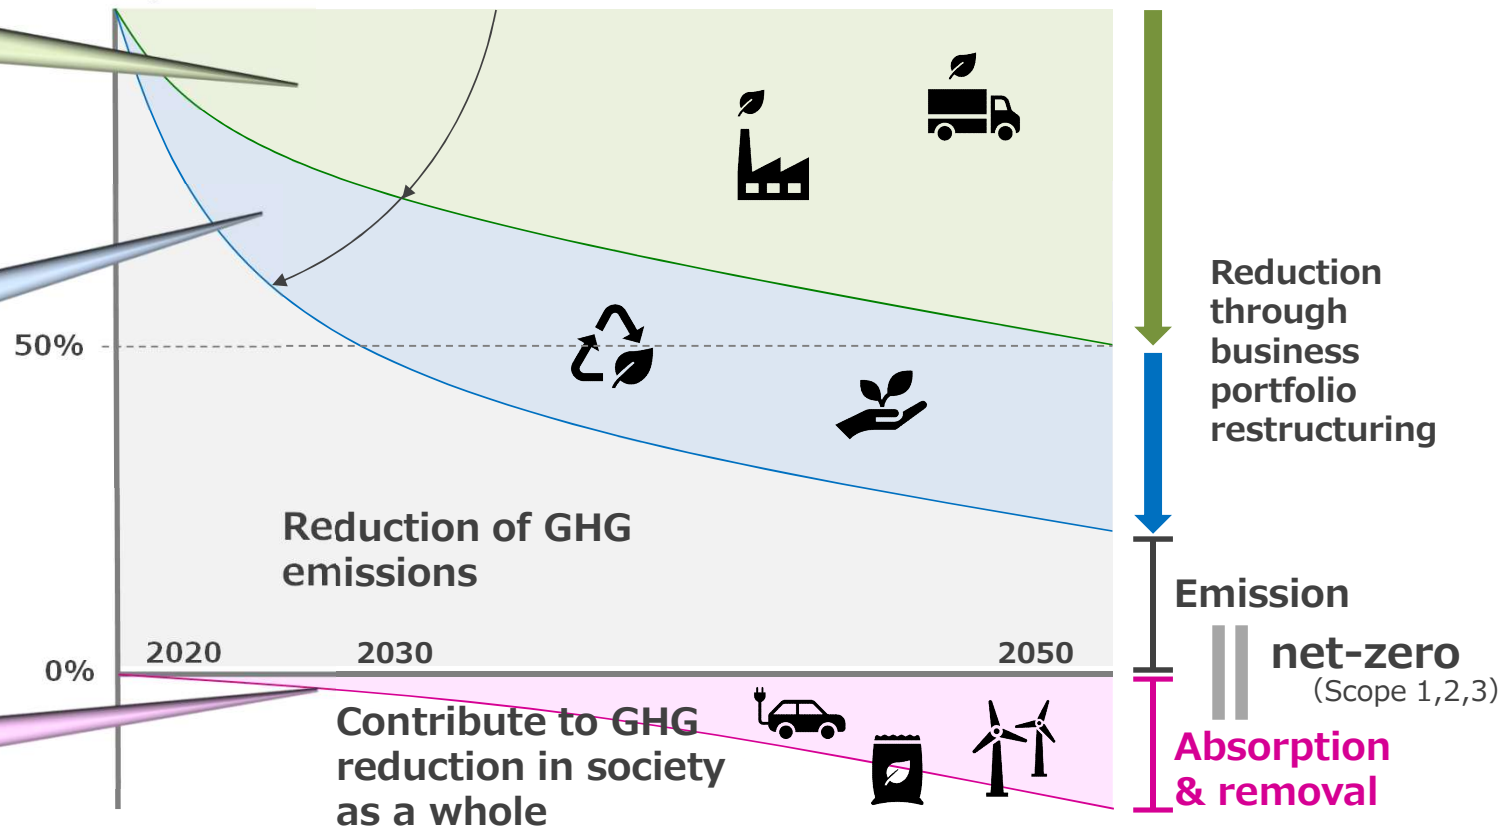 50%
Reduction
through
business
portfolio
restructuring
Reduction of GHG
emissions
Emission
2020
2030
2050
0%
net-zero
(Scope 1,2,3)
Contribute to GHG
reduction in society
as a whole
Absorption
& removal